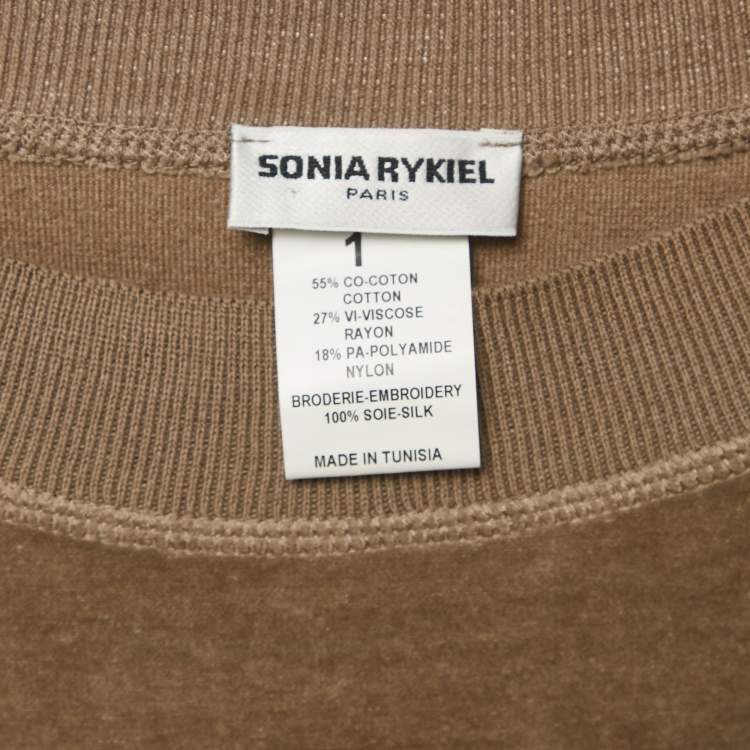 SONIA RYKIEL
PARIS
1
55% CO-COTON
COTTON
27% VI-VISCOSE
RAYON
18% PA-POLYAMIDE
NYLON
BRODERIE-EMBROIDERY
100% SOIE-SILK
MADE IN TUNISIA